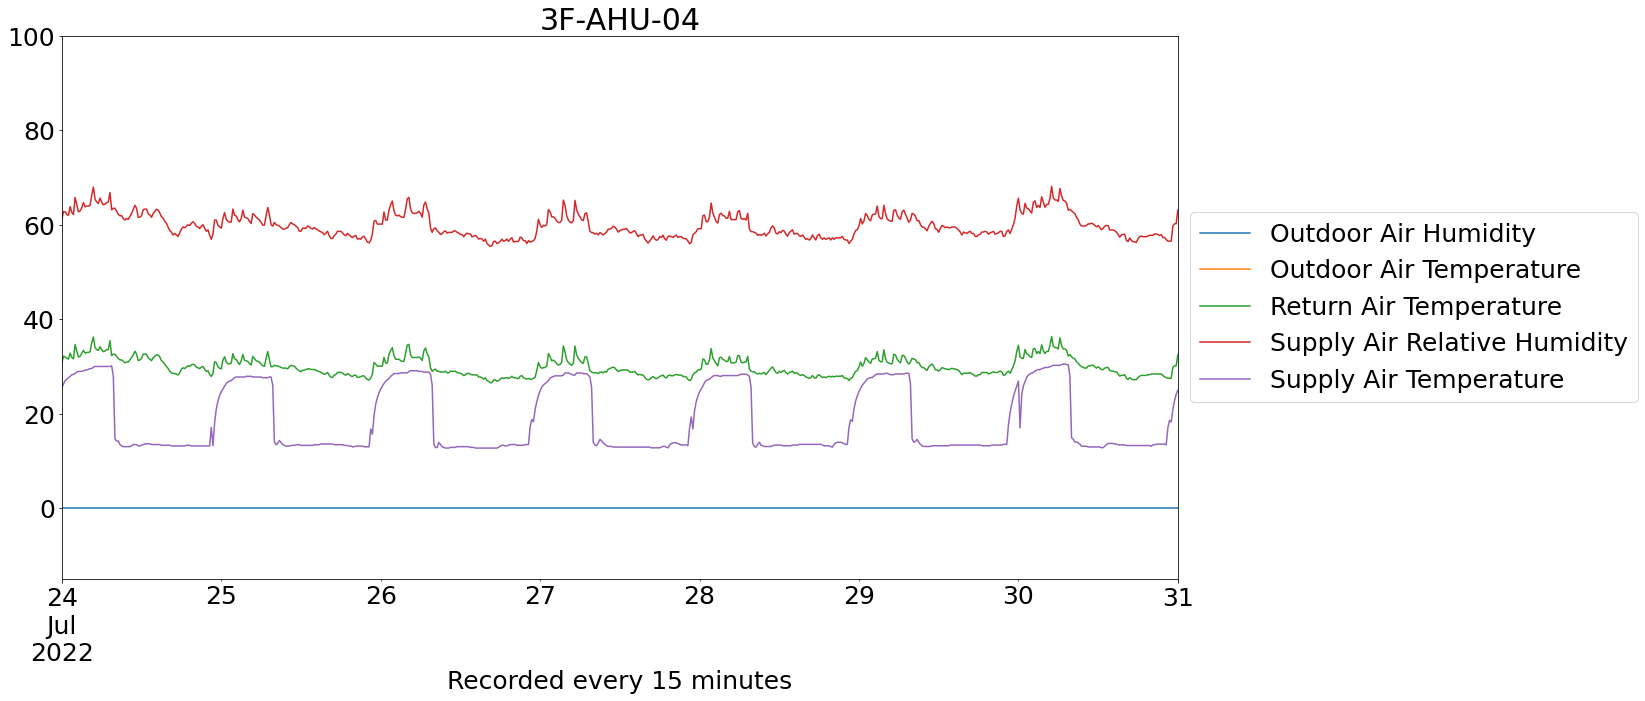 3F-AHU-04
100
80
60
40
20
0
24 25 26 27 28 29 30 31
Jul
2022
Recorded every 15 minutes
Outdoor Air Humidity
Outdoor Air Temperature
Return Air Temperature
Supply Air Relative Humidity
Supply Air Temperature